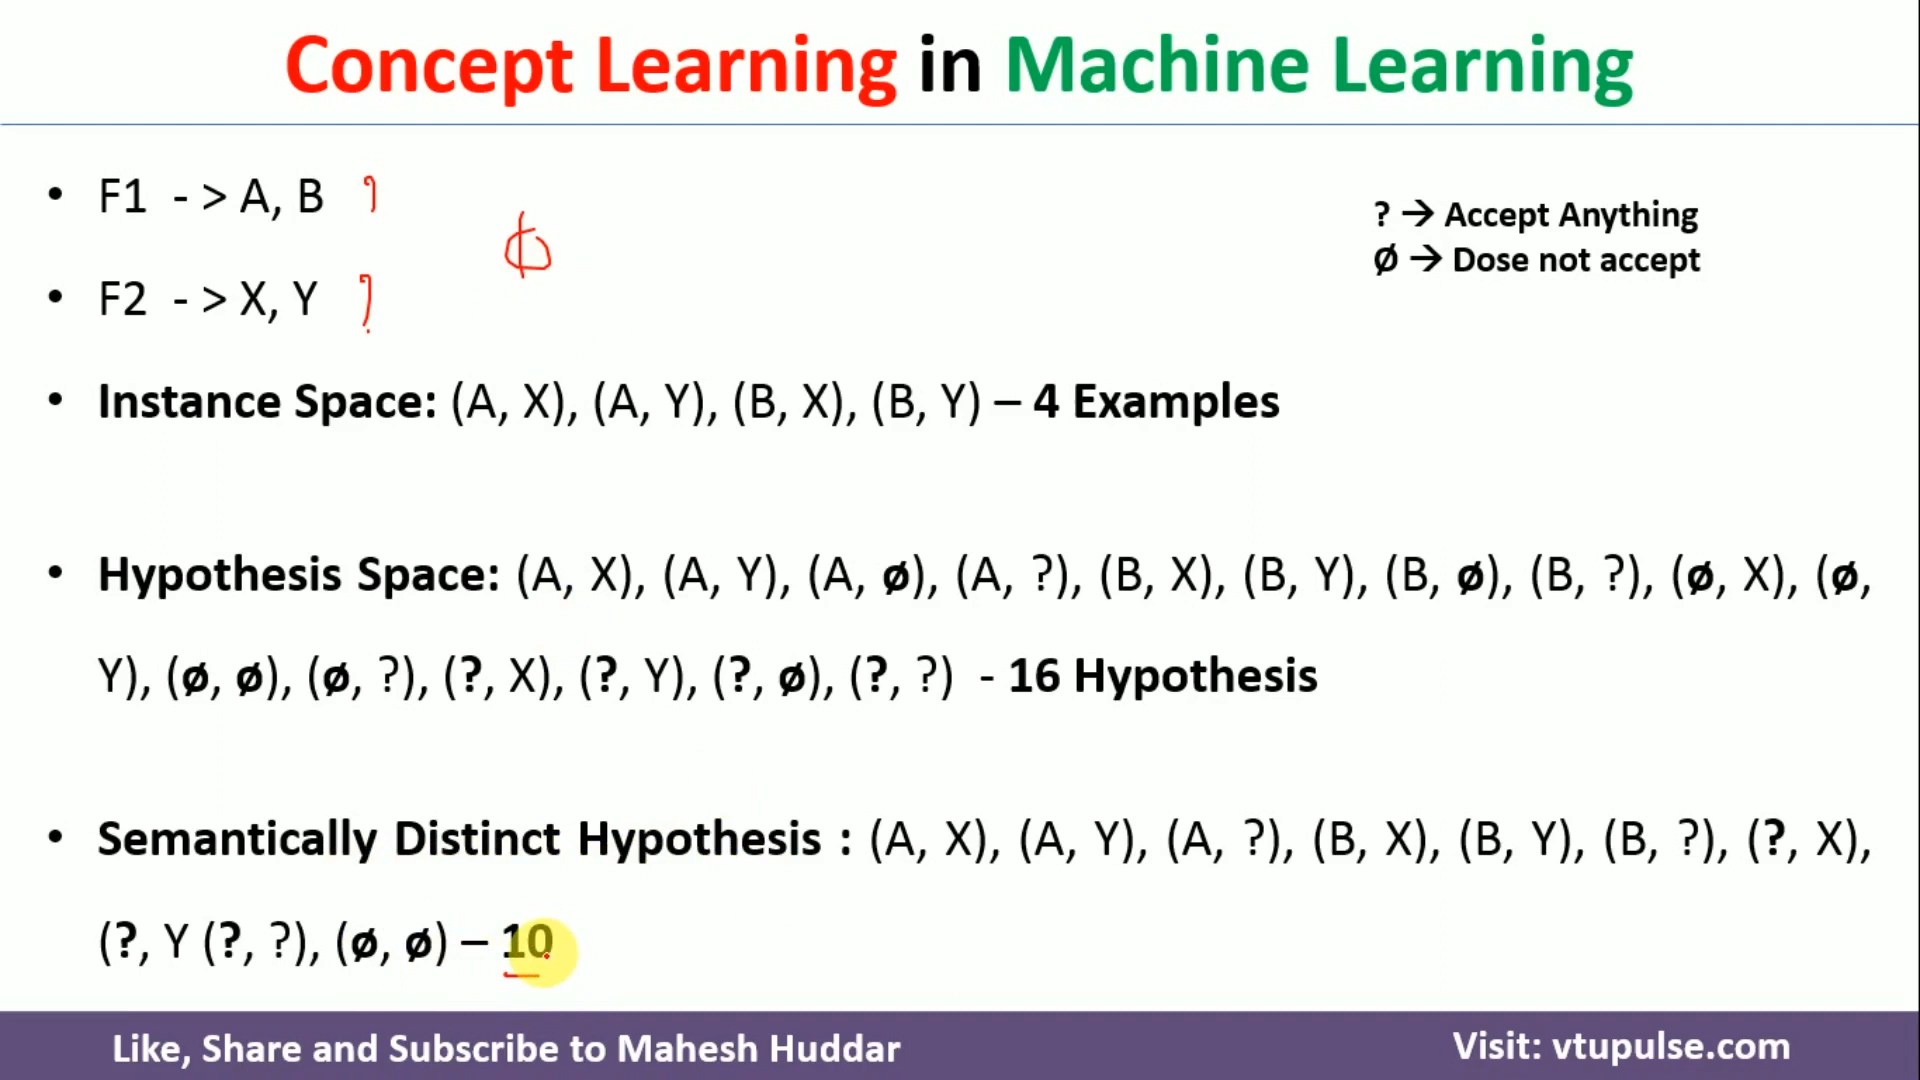 Concept Learning in Machine Learning
• F1 - > A, B ?
ø
? → Accept Anything
Ø → Dose not accept
• F2 - > X, Y ?
• Instance Space: (A, X), (A, Y), (B, X), (B, Y) – 4 Examples
• Hypothesis Space: (A, X), (A, Y), (A, ø), (A, ?), (B, X), (B, Y), (B, ø), (B, ?), (ø, X), (ø,
Y), (ø, ø), (ø, ?), (?, X), (?, Y), (?, ø), (?, ?) - 16 Hypothesis
• Semantically Distinct Hypothesis : (A, X), (A, Y), (A, ?), (B, X), (B, Y), (B, ?), (?, X),
(?, Y (?, ?), (ø, ø) – 10
Like, Share and Subscribe to Mahesh Huddar
Visit: vtupulse.com